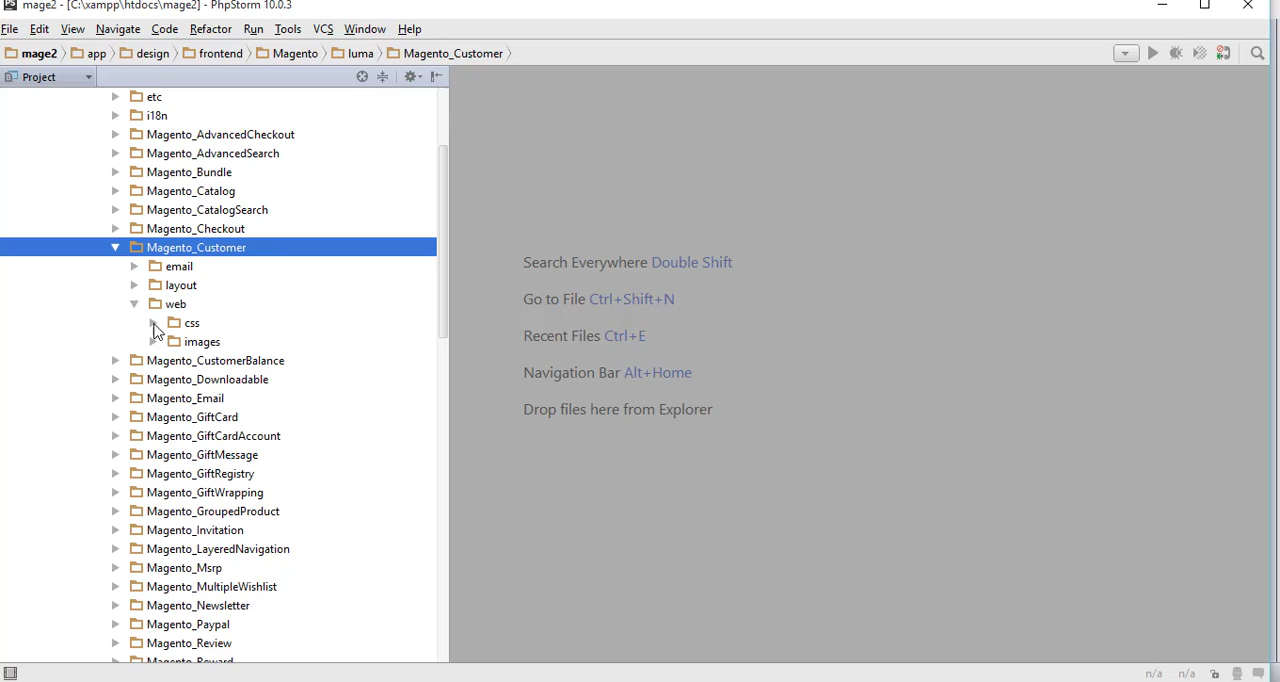 mage2 - [C:\xampp\htdocs\mage2] - PhpStorm 10.0.3
File Edit View Navigate Code Refactor Run Tools VCS Window Help
mage2 app design frontend Magento luma Magento_Customer
Project
etc
i18n
Magento_AdvancedCheckout
Magento_AdvancedSearch
Magento_Bundle
Magento_Catalog
Magento_CatalogSearch
Magento_Checkout
Magento_Customer
email
layout
web
css
images
Magento_CustomerBalance
Magento_Downloadable
Magento_Email
Magento_GiftCard
Magento_GiftCardAccount
Magento_GiftMessage
Magento_GiftRegistry
Magento_GiftWrapping
Magento_GroupedProduct
Magento_Invitation
Magento_LayeredNavigation
Magento_Msrp
Magento_MultipleWishlist
Magento_Newsletter
Magento_Paypal
Magento_Review
Magento_Reward
Search Everywhere Double Shift
Go to File Ctrl+Shift+N
Recent Files Ctrl+E
Navigation Bar Alt+Home
Drop files here from Explorer
n/a n/a